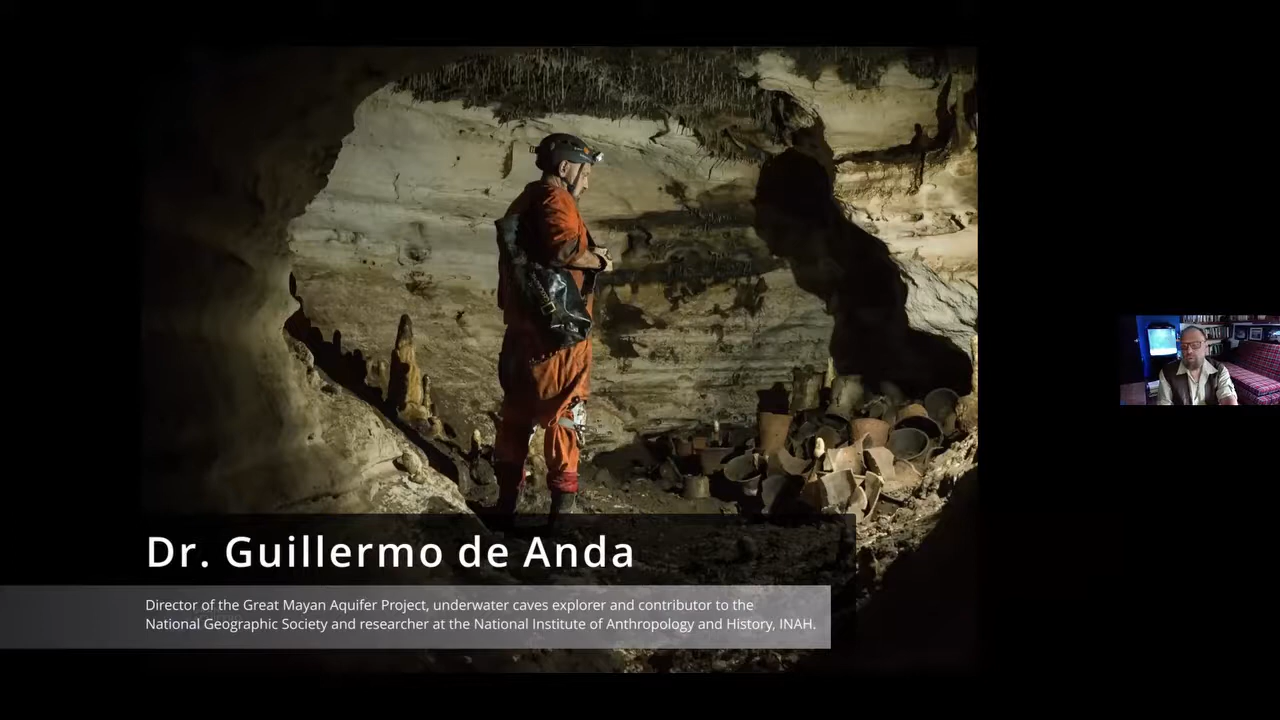 Dr. Guillermo de Anda
Director of the Great Mayan Aquifer Project, underwater caves explorer and contributor to the
National Geographic Society and researcher at the National Institute of Anthropology and History, INAH.